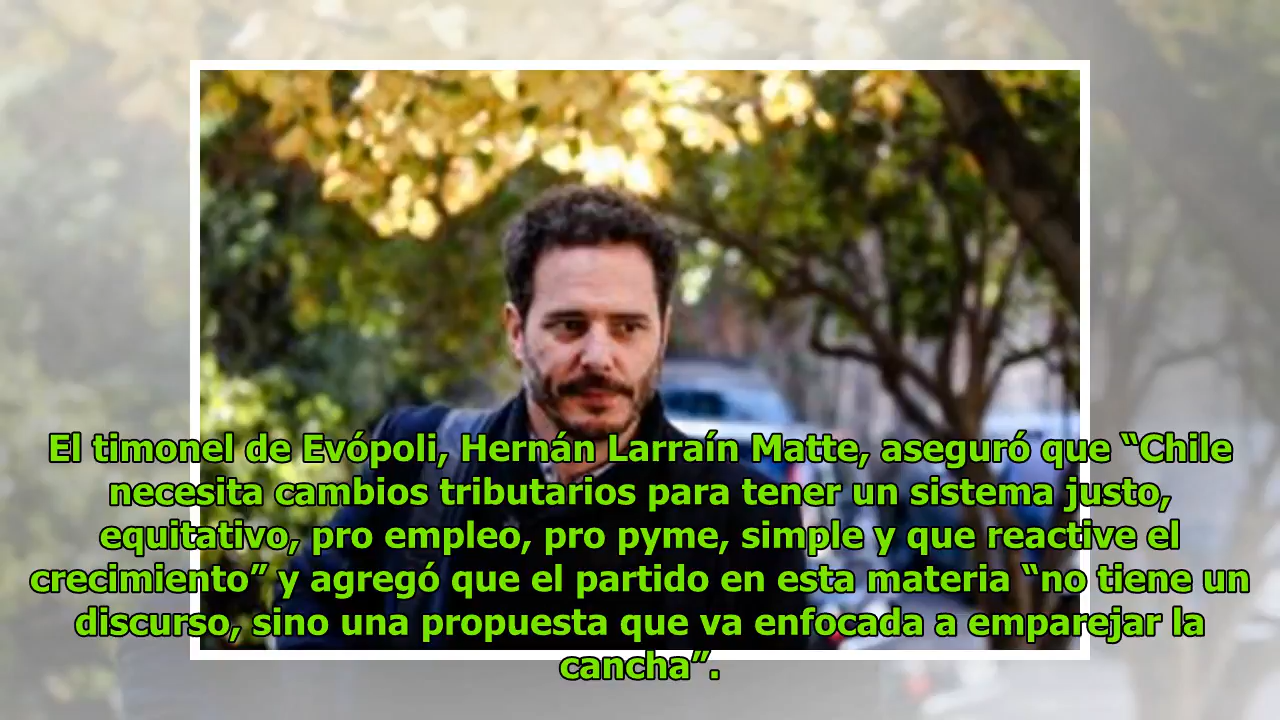 El timonel de Evópoli, Hernán Larraín Matte, aseguró que “Chile
necesita cambios tributarios para tener un sistema justo,
equitativo, pro empleo, pro pyme, simple y que reactive el
crecimiento” y agregó que el partido en esta materia “no tiene un
discurso, sino una propuesta que va enfocada a emparejar la
cancha”.